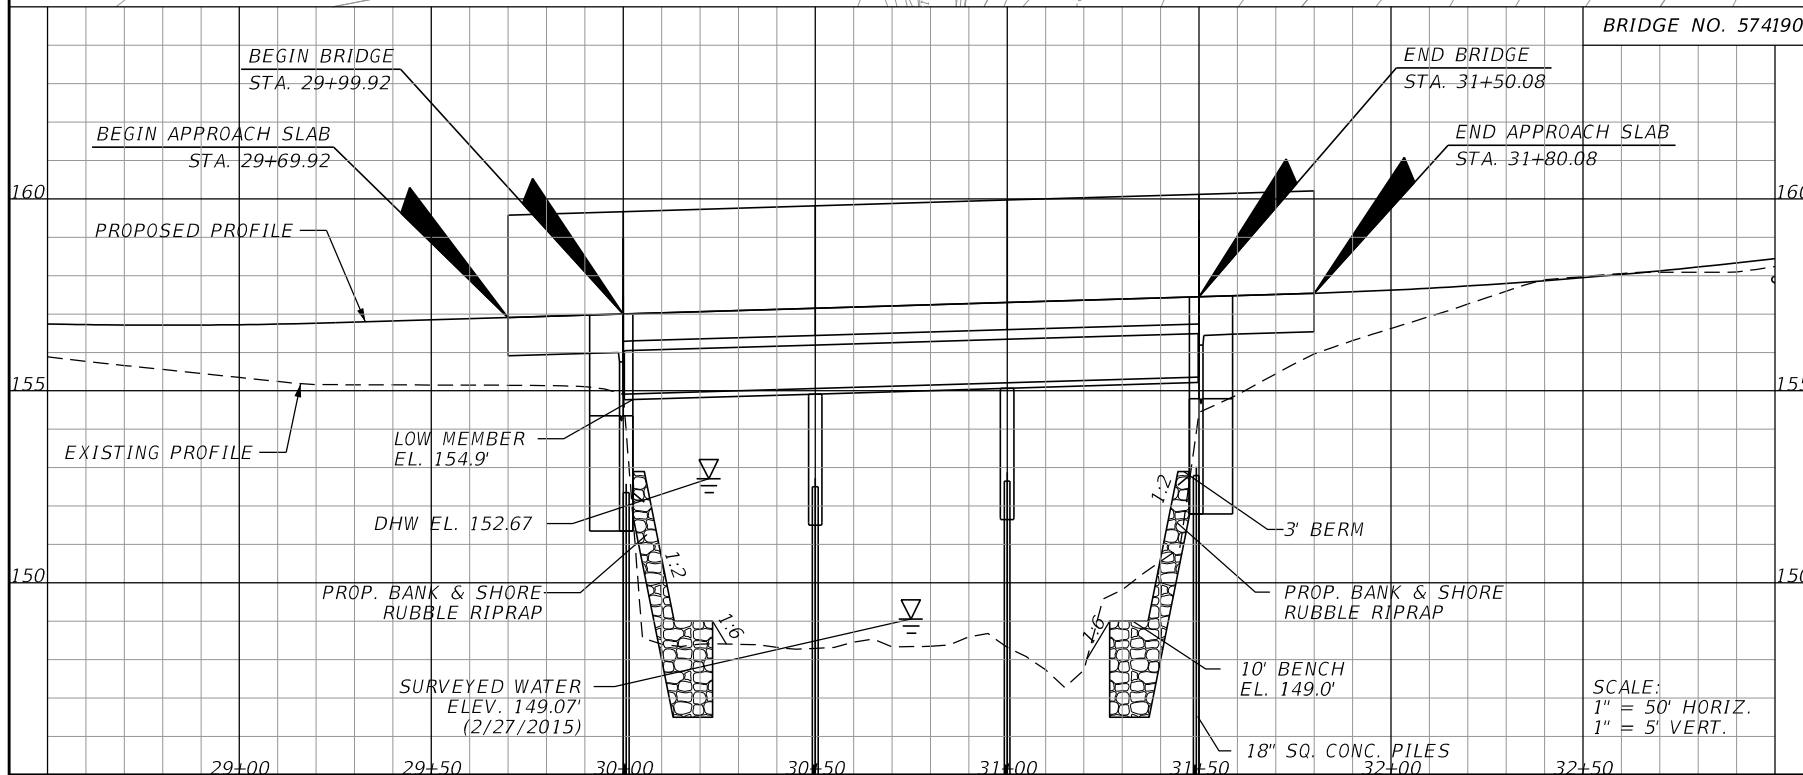 BRIDGE NO. 574190
BEGIN BRIDGE
STA. 29+99.92
END BRIDGE
STA. 31+50.08
BEGIN APPROACH SLAB
STA. 29+69.92
END APPROACH SLAB
STA. 31+80.08
160
160
PROPOSED PROFILE
155
155
EXISTING PROFILE
LOW MEMBER
EL. 154.9'
DHW EL. 152.67
1:2
3' BERM
1:2
150
150
PROP. BANK & SHORE
RUBBLE RIPRAP
PROP. BANK & SHORE
RUBBLE RIPRAP
1:6
1:6
10' BENCH
EL. 149.0'
SURVEYED WATER
ELEV. 149.07'
(2/27/2015)
SCALE:
1" = 50' HORIZ.
1" = 5' VERT.
18" SQ. CONC. PILES
29+00
29+50
30+00
30+50
31+00
31+50
32+00
32+50